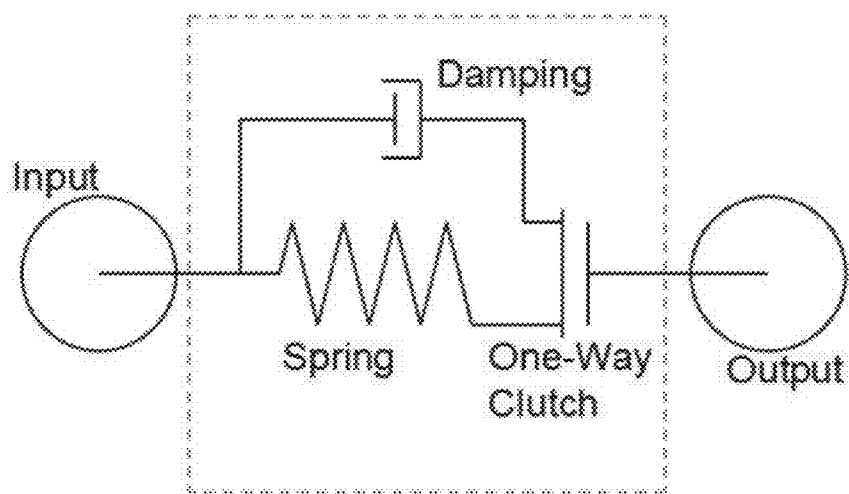 Damping
Input
Spring
One-Way
Clutch
Output